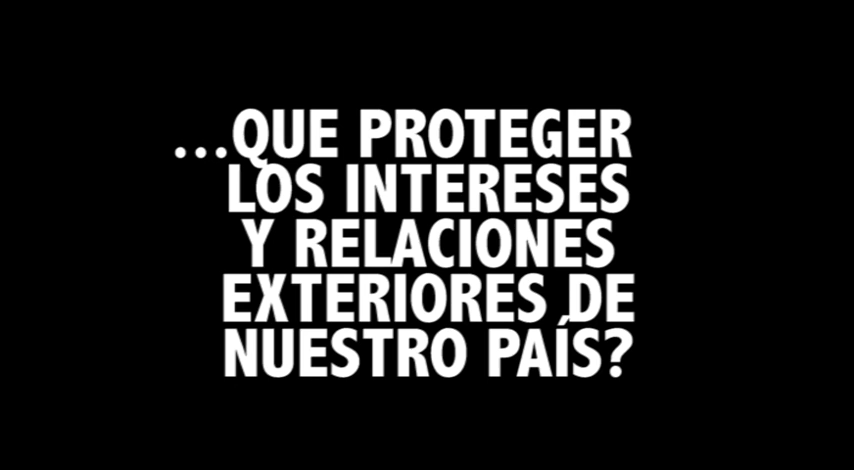 ...QUE PROTEGER
LOS INTERESES
Y RELACIONES
EXTERIORES DE
NUESTRO PAÍS?